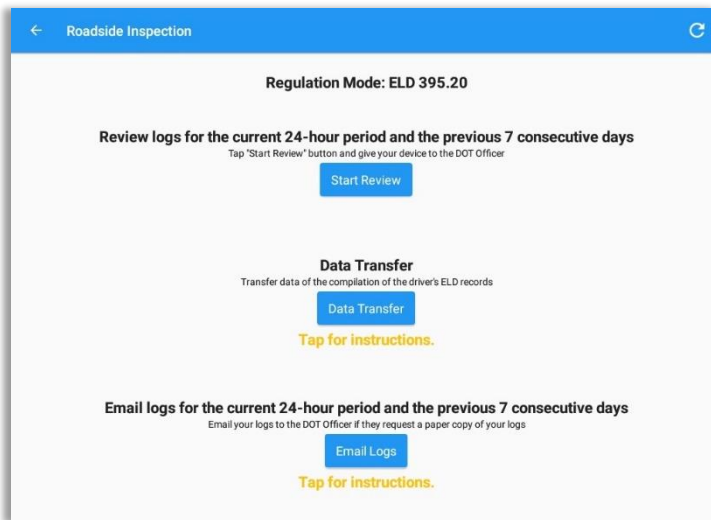 Roadside Inspection
Regulation Mode: ELD 395.20
Review logs for the current 24-hour period and the previous 7 consecutive days
Tap "Start Review" button and give your device to the DOT Officer
Start Review
Data Transfer
Transfer data of the compilation of the driver's ELD records
Data Transfer
Tap for instructions.
Email logs for the current 24-hour period and the previous 7 consecutive days
Email your logs to the DOT Officer if they request a paper copy of your logs
Email Logs
Tap for instructions.